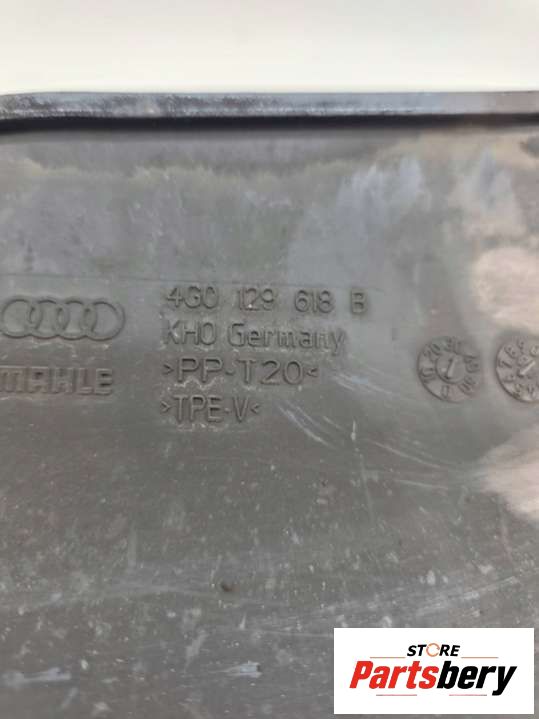 4G0 129 618 B
KHO Germany
MAHLE
>PP-T20<
>TPE-V<
STORE
Partsbery